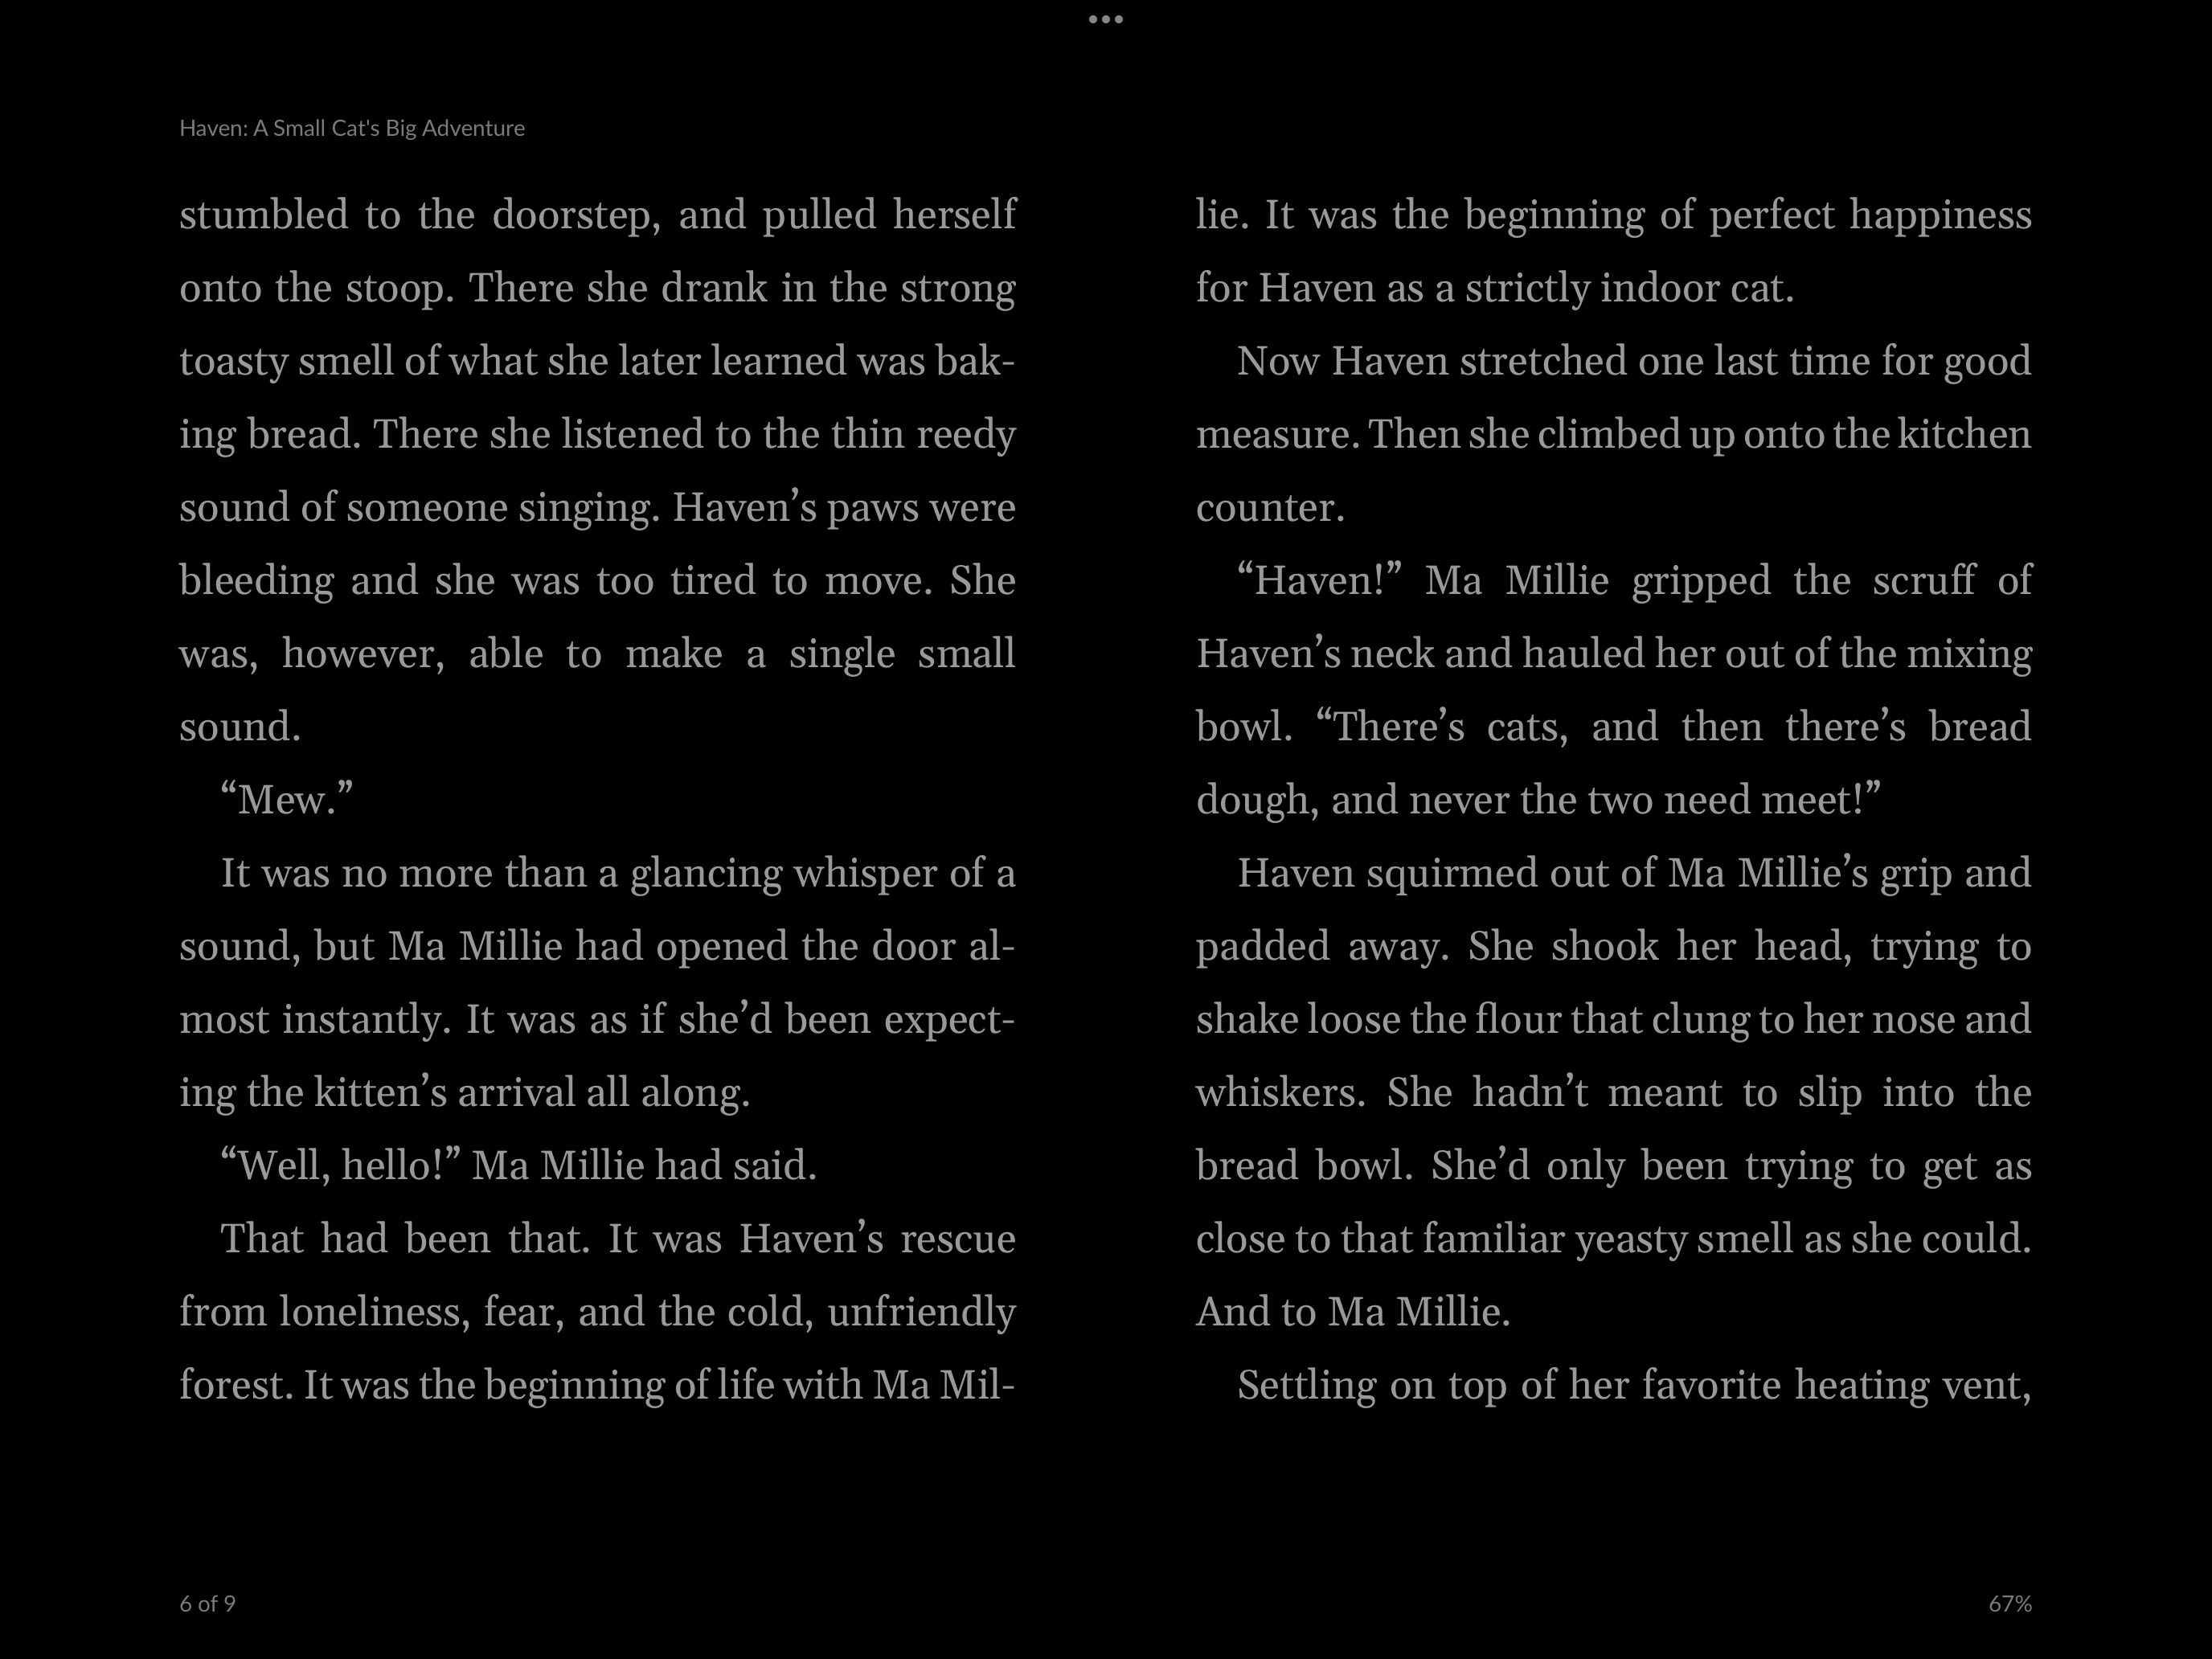 Haven: A Small Cat's Big Adventure
stumbled to the doorstep, and pulled herself
onto the stoop. There she drank in the strong
toasty smell of what she later learned was bak-
ing bread. There she listened to the thin reedy
sound of someone singing. Haven’s paws were
bleeding and she was too tired to move. She
was, however, able to make a single small
sound.
“Mew.”
It was no more than a glancing whisper of a
sound, but Ma Millie had opened the door al-
most instantly. It was as if she’d been expect-
ing the kitten’s arrival all along.
“Well, hello!” Ma Millie had said.
That had been that. It was Haven’s rescue
from loneliness, fear, and the cold, unfriendly
forest. It was the beginning of life with Ma Mil-
lie. It was the beginning of perfect happiness
for Haven as a strictly indoor cat.
Now Haven stretched one last time for good
measure. Then she climbed up onto the kitchen
counter.
“Haven!” Ma Millie gripped the scruff of
Haven’s neck and hauled her out of the mixing
bowl. “There’s cats, and then there’s bread
dough, and never the two need meet!”
Haven squirmed out of Ma Millie’s grip and
padded away. She shook her head, trying to
shake loose the flour that clung to her nose and
whiskers. She hadn’t meant to slip into the
bread bowl. She’d only been trying to get as
close to that familiar yeasty smell as she could.
And to Ma Millie.
Settling on top of her favorite heating vent,
6 of 9
67%